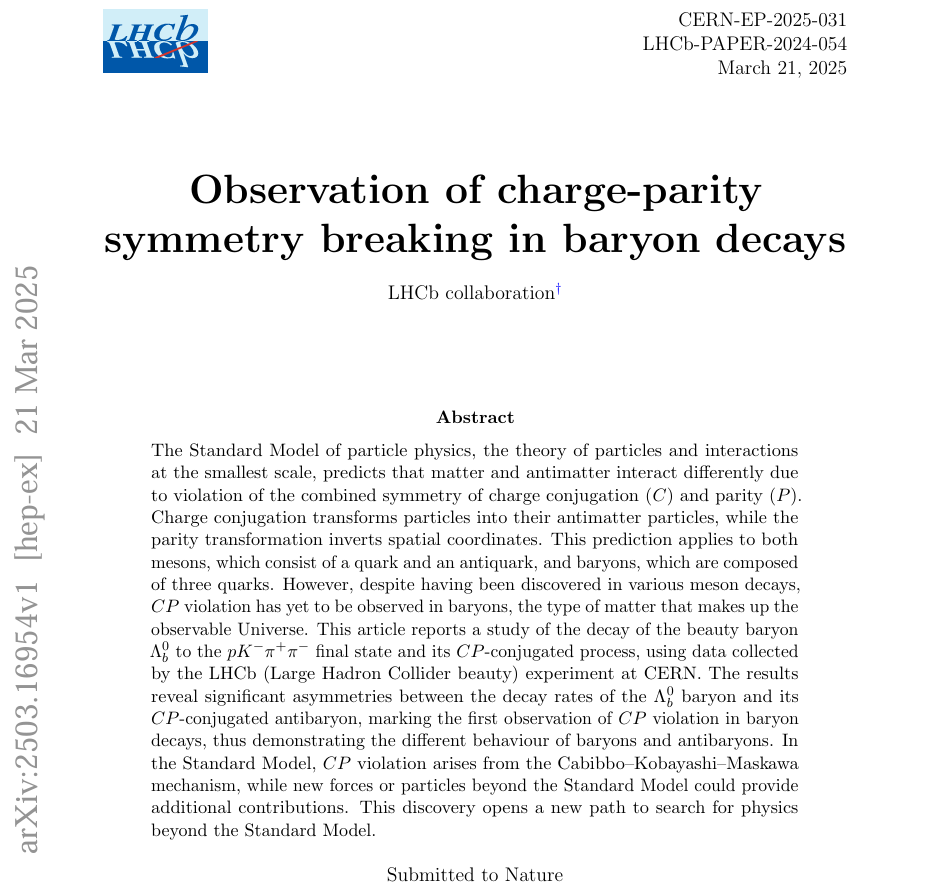 LHCb
LHCb
CERN-EP-2025-031
LHCb-PAPER-2024-054
March 21, 2025
Observation of charge-parity
symmetry breaking in baryon decays
LHCb collaboration†
Abstract
The Standard Model of particle physics, the theory of particles and interactions
at the smallest scale, predicts that matter and antimatter interact differently due
to violation of the combined symmetry of charge conjugation (C) and parity (P).
Charge conjugation transforms particles into their antimatter particles, while the
parity transformation inverts spatial coordinates. This prediction applies to both
mesons, which consist of a quark and an antiquark, and baryons, which are composed
of three quarks. However, despite having been discovered in various meson decays,
CP violation has yet to be observed in baryons, the type of matter that makes up the
observable Universe. This article reports a study of the decay of the beauty baryon
Λ⁰_b to the pK⁻π⁺π⁻ final state and its CP-conjugated process, using data collected
by the LHCb (Large Hadron Collider beauty) experiment at CERN. The results
reveal significant asymmetries between the decay rates of the Λ⁰_b baryon and its
CP-conjugated antibaryon, marking the first observation of CP violation in baryon
decays, thus demonstrating the different behaviour of baryons and antibaryons. In
the Standard Model, CP violation arises from the Cabibbo–Kobayashi–Maskawa
mechanism, while new forces or particles beyond the Standard Model could provide
additional contributions. This discovery opens a new path to search for physics
beyond the Standard Model.
Submitted to Nature
arXiv:2503.16954v1 [hep-ex] 21 Mar 2025